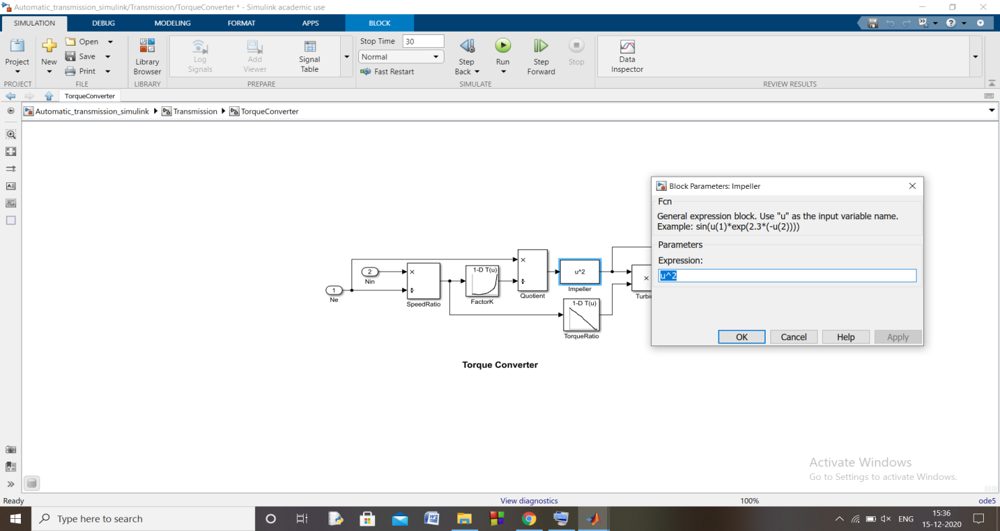 Automatic_transmission_simulink/Transmission/TorqueConverter * - Simulink academic use
SIMULATION DEBUG MODELING FORMAT APPS BLOCK
Project
New
Open
Save
Print
Library Browser
Log Signals
Add Viewer
Signal Table
Stop Time 30
Normal
Fast Restart
Step Back
Run
Step Forward
Stop
Data Inspector
PROJECT FILE LIBRARY PREPARE SIMULATE REVIEW RESULTS
TorqueConverter
Automatic_transmission_simulink Transmission TorqueConverter
Block Parameters: Impeller
Fcn
General expression block. Use "u" as the input variable name.
Example: sin(u(1)*exp(2.3*(-u(2))))
Parameters
Expression:
u^2
OK Cancel Help Apply
1
Ne
2
Nin
×
÷
SpeedRatio
1-D T(u)
FactorK
×
÷
Quotient
u^2
Impeller
1-D T(u)
TorqueRatio
×
Turbi
Torque Converter
Activate Windows
Go to Settings to activate Windows.
Ready View diagnostics 100% ode5
Type here to search
ENG
15:36
15-12-2020